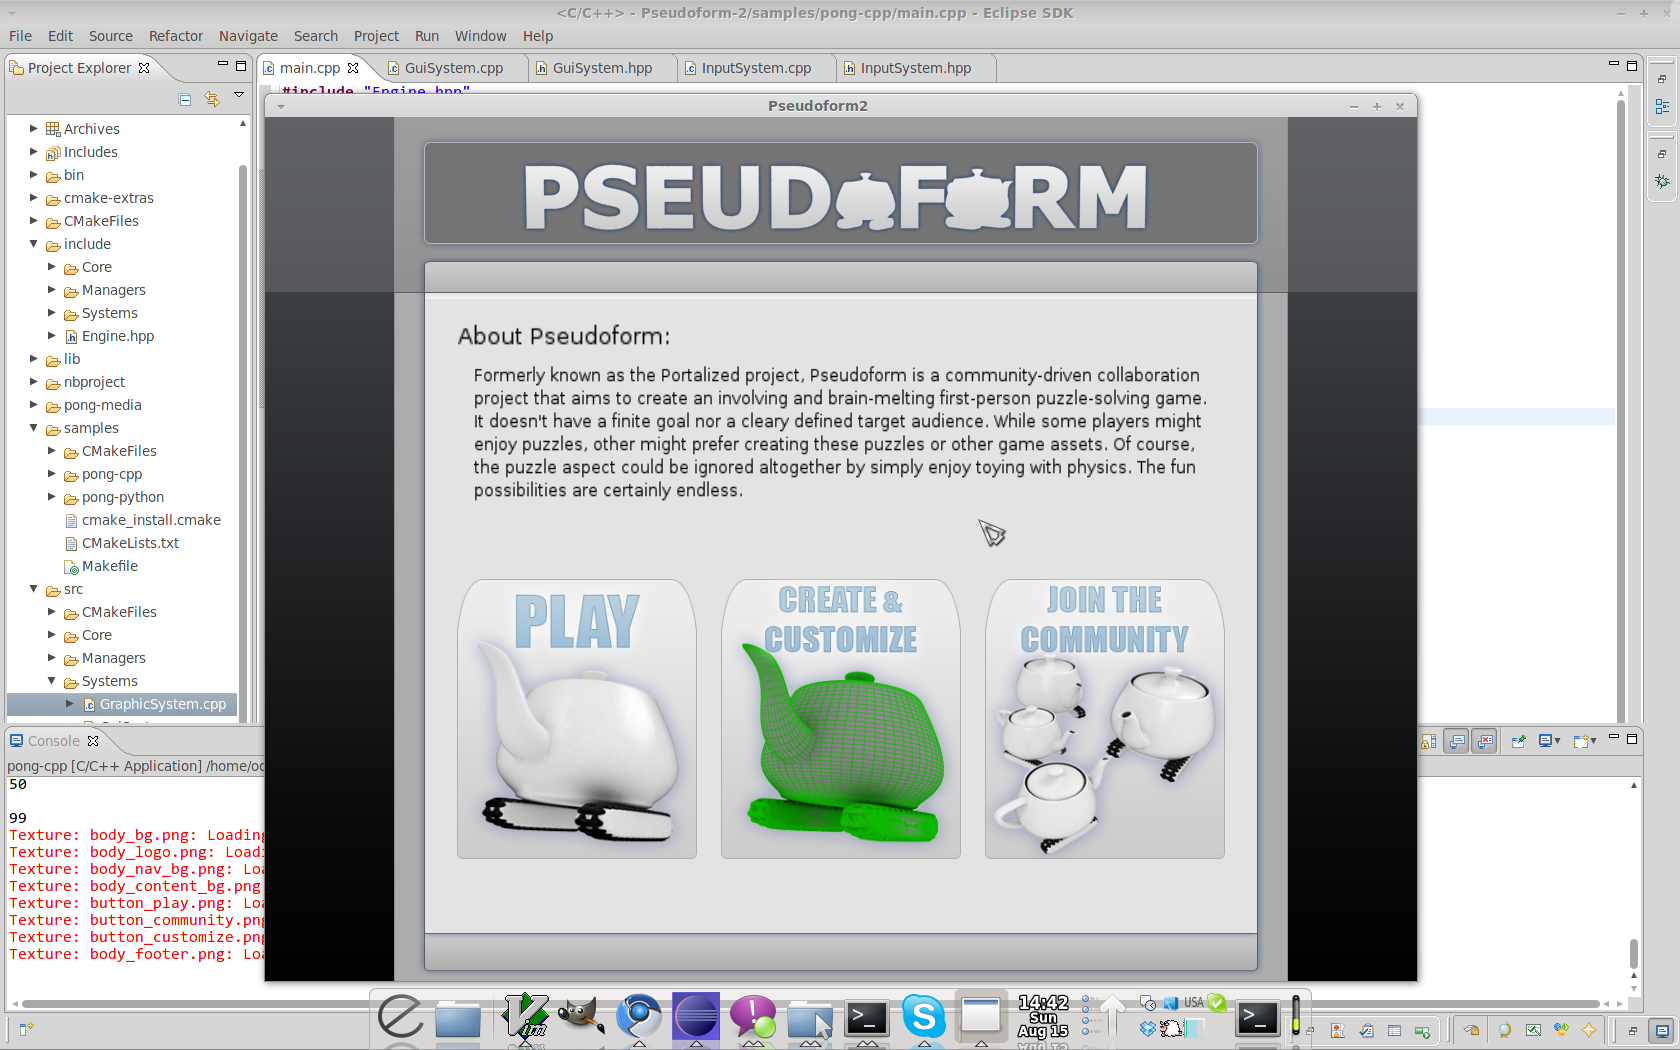 <C/C++> - Pseudoform-2/samples/pong-cpp/main.cpp - Eclipse SDK
File Edit Source Refactor Navigate Search Project Run Window Help
Project Explorer
main.cpp
GuiSystem.cpp
GuiSystem.hpp
InputSystem.cpp
InputSystem.hpp
#include "Engine.hpp"
Archives
Includes
bin
cmake-extras
CMakeFiles
include
Core
Managers
Systems
Engine.hpp
lib
nbproject
pong-media
samples
CMakeFiles
pong-cpp
pong-python
cmake_install.cmake
CMakeLists.txt
Makefile
src
CMakeFiles
Core
Managers
Systems
GraphicSystem.cpp
Pseudoform2
PSEUDOFORM
About Pseudoform:
Formerly known as the Portalized project, Pseudoform is a community-driven collaboration
project that aims to create an involving and brain-melting first-person puzzle-solving game.
It doesn't have a finite goal nor a cleary defined target audience. While some players might
enjoy puzzles, other might prefer creating these puzzles or other game assets. Of course,
the puzzle aspect could be ignored altogether by simply enjoy toying with physics. The fun
possibilities are certainly endless.
PLAY
CREATE &
CUSTOMIZE
JOIN THE
COMMUNITY
Console
pong-cpp [C/C++ Application] /home/oc
50
99
Texture: body_bg.png: Loading
Texture: body_logo.png: Loadi
Texture: body_nav_bg.png: Loa
Texture: body_content_bg.png
Texture: button_play.png: Loa
Texture: button_community.png
Texture: button_customize.png
Texture: body_footer.png: Loa
Vim
14:42
Sun
Aug 15
USA